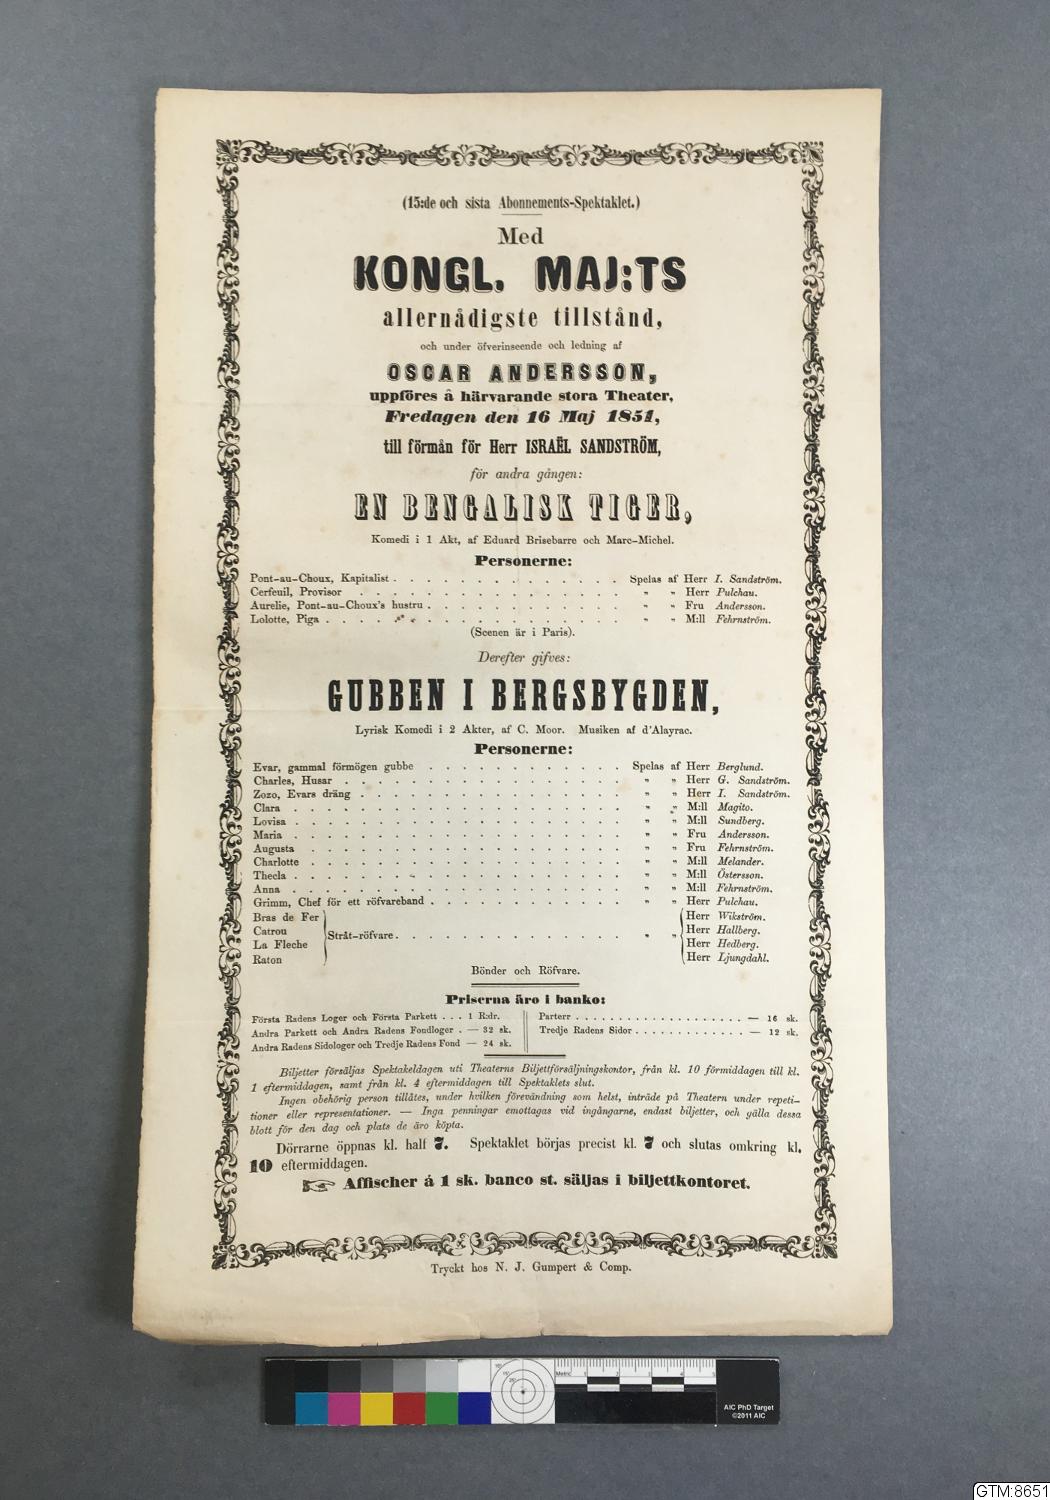 (15:de och sista Abonnements-Spektaklet.)
Med
KONGL. MAJ:TS
allernådigste tillstånd,
och under öfverinseende och ledning af
OSCAR ANDERSSON,
uppföres å härvarande stora Theater,
Fredagen den 16 Maj 1851,
till förmån för Herr ISRAËL SANDSTRÖM,
för andra gången:
EN BENGALISK TIGER,
Komedi i 1 Akt, af Eduard Brisebarre och Marc-Michel.
Personerne:
Pont-au-Choux, Kapitalist . . . . . . . . . . . . . . Spelas af Herr I. Sandström.
Cerfeuil, Provisor . . . . . . . . . . . . . . . . „ „ Herr Pulchau.
Aurelie, Pont-au-Choux's hustru . . . . . . . . . . . . „ „ Fru Andersson.
Lolotte, Piga . . . . . . . . . . . . . . . . . . „ „ M:ll Fehrnström.
(Scenen är i Paris).
Derefter gifves:
GUBBEN I BERGSBYGDEN,
Lyrisk Komedi i 2 Akter, af C. Moor. Musiken af d'Alayrac.
Personerne:
Evar, gammal förmögen gubbe . . . . . . . . . . . . Spelas af Herr Berglund.
Charles, Husar . . . . . . . . . . . . . . . . . „ „ Herr G. Sandström.
Zozo, Evars dräng . . . . . . . . . . . . . . . . „ „ Herr I. Sandström.
Clara . . . . . . . . . . . . . . . . . . . . „ „ M:ll Magito.
Lovisa . . . . . . . . . . . . . . . . . . . . „ „ M:ll Sundberg.
Maria . . . . . . . . . . . . . . . . . . . . „ „ Fru Andersson.
Augusta . . . . . . . . . . . . . . . . . . . „ „ Fru Fehrnström.
Charlotte . . . . . . . . . . . . . . . . . . . „ „ M:ll Melander.
Thecla . . . . . . . . . . . . . . . . . . . . „ „ M:ll Östersson.
Anna . . . . . . . . . . . . . . . . . . . . „ „ M:ll Fehrnström.
Grimm, Chef för ett röfvareband . . . . . . . . . . . . „ „ Herr Pulchau.
Bras de Fer Herr Wikström.
Catrou Herr Hallberg.
Stråt-röfvare . . . . . . . . . . . . . . „ „
La Fleche Herr Hedberg.
Raton Herr Ljungdahl.
Bönder och Röfvare.
Priserna äro i banko:
Första Radens Loger och Första Parkett . . . 1 R:dr.
Andra Parkett och Andra Radens Fondloger . — 32 sk.
Andra Radens Sidologer och Tredje Radens Fond — 24 sk.
Parterr . . . . . . . . . . . . . . . . . . . . . — 16 sk.
Tredje Radens Sidor . . . . . . . . . . . . . — 12 sk.
Biljetter försäljas Spektakeldagen uti Theaterns Biljettförsäljningskontor, från kl. 10 förmiddagen till kl.
1 eftermiddagen, samt från kl. 4 eftermiddagen till Spektaklets slut.
Ingen obehörig person tillåtes, under hvilken förevändning som helst, inträde på Theatern under repeti-
tioner eller representationer. — Inga penningar emottagas vid ingångarne, endast biljetter, och gälla dessa
blott för den dag och plats de äro köpta.
Dörrarne öppnas kl. half 7. Spektaklet börjas precist kl. 7 och slutas omkring kl.
10 eftermiddagen.
☞ Affischer á 1 sk. banco st. säljas i biljettkontoret.
Tryckt hos N. J. Gumpert & Comp.
Metric 1 2 3 4 5
AIC PhD Target
©2011 AIC
GTM:8651